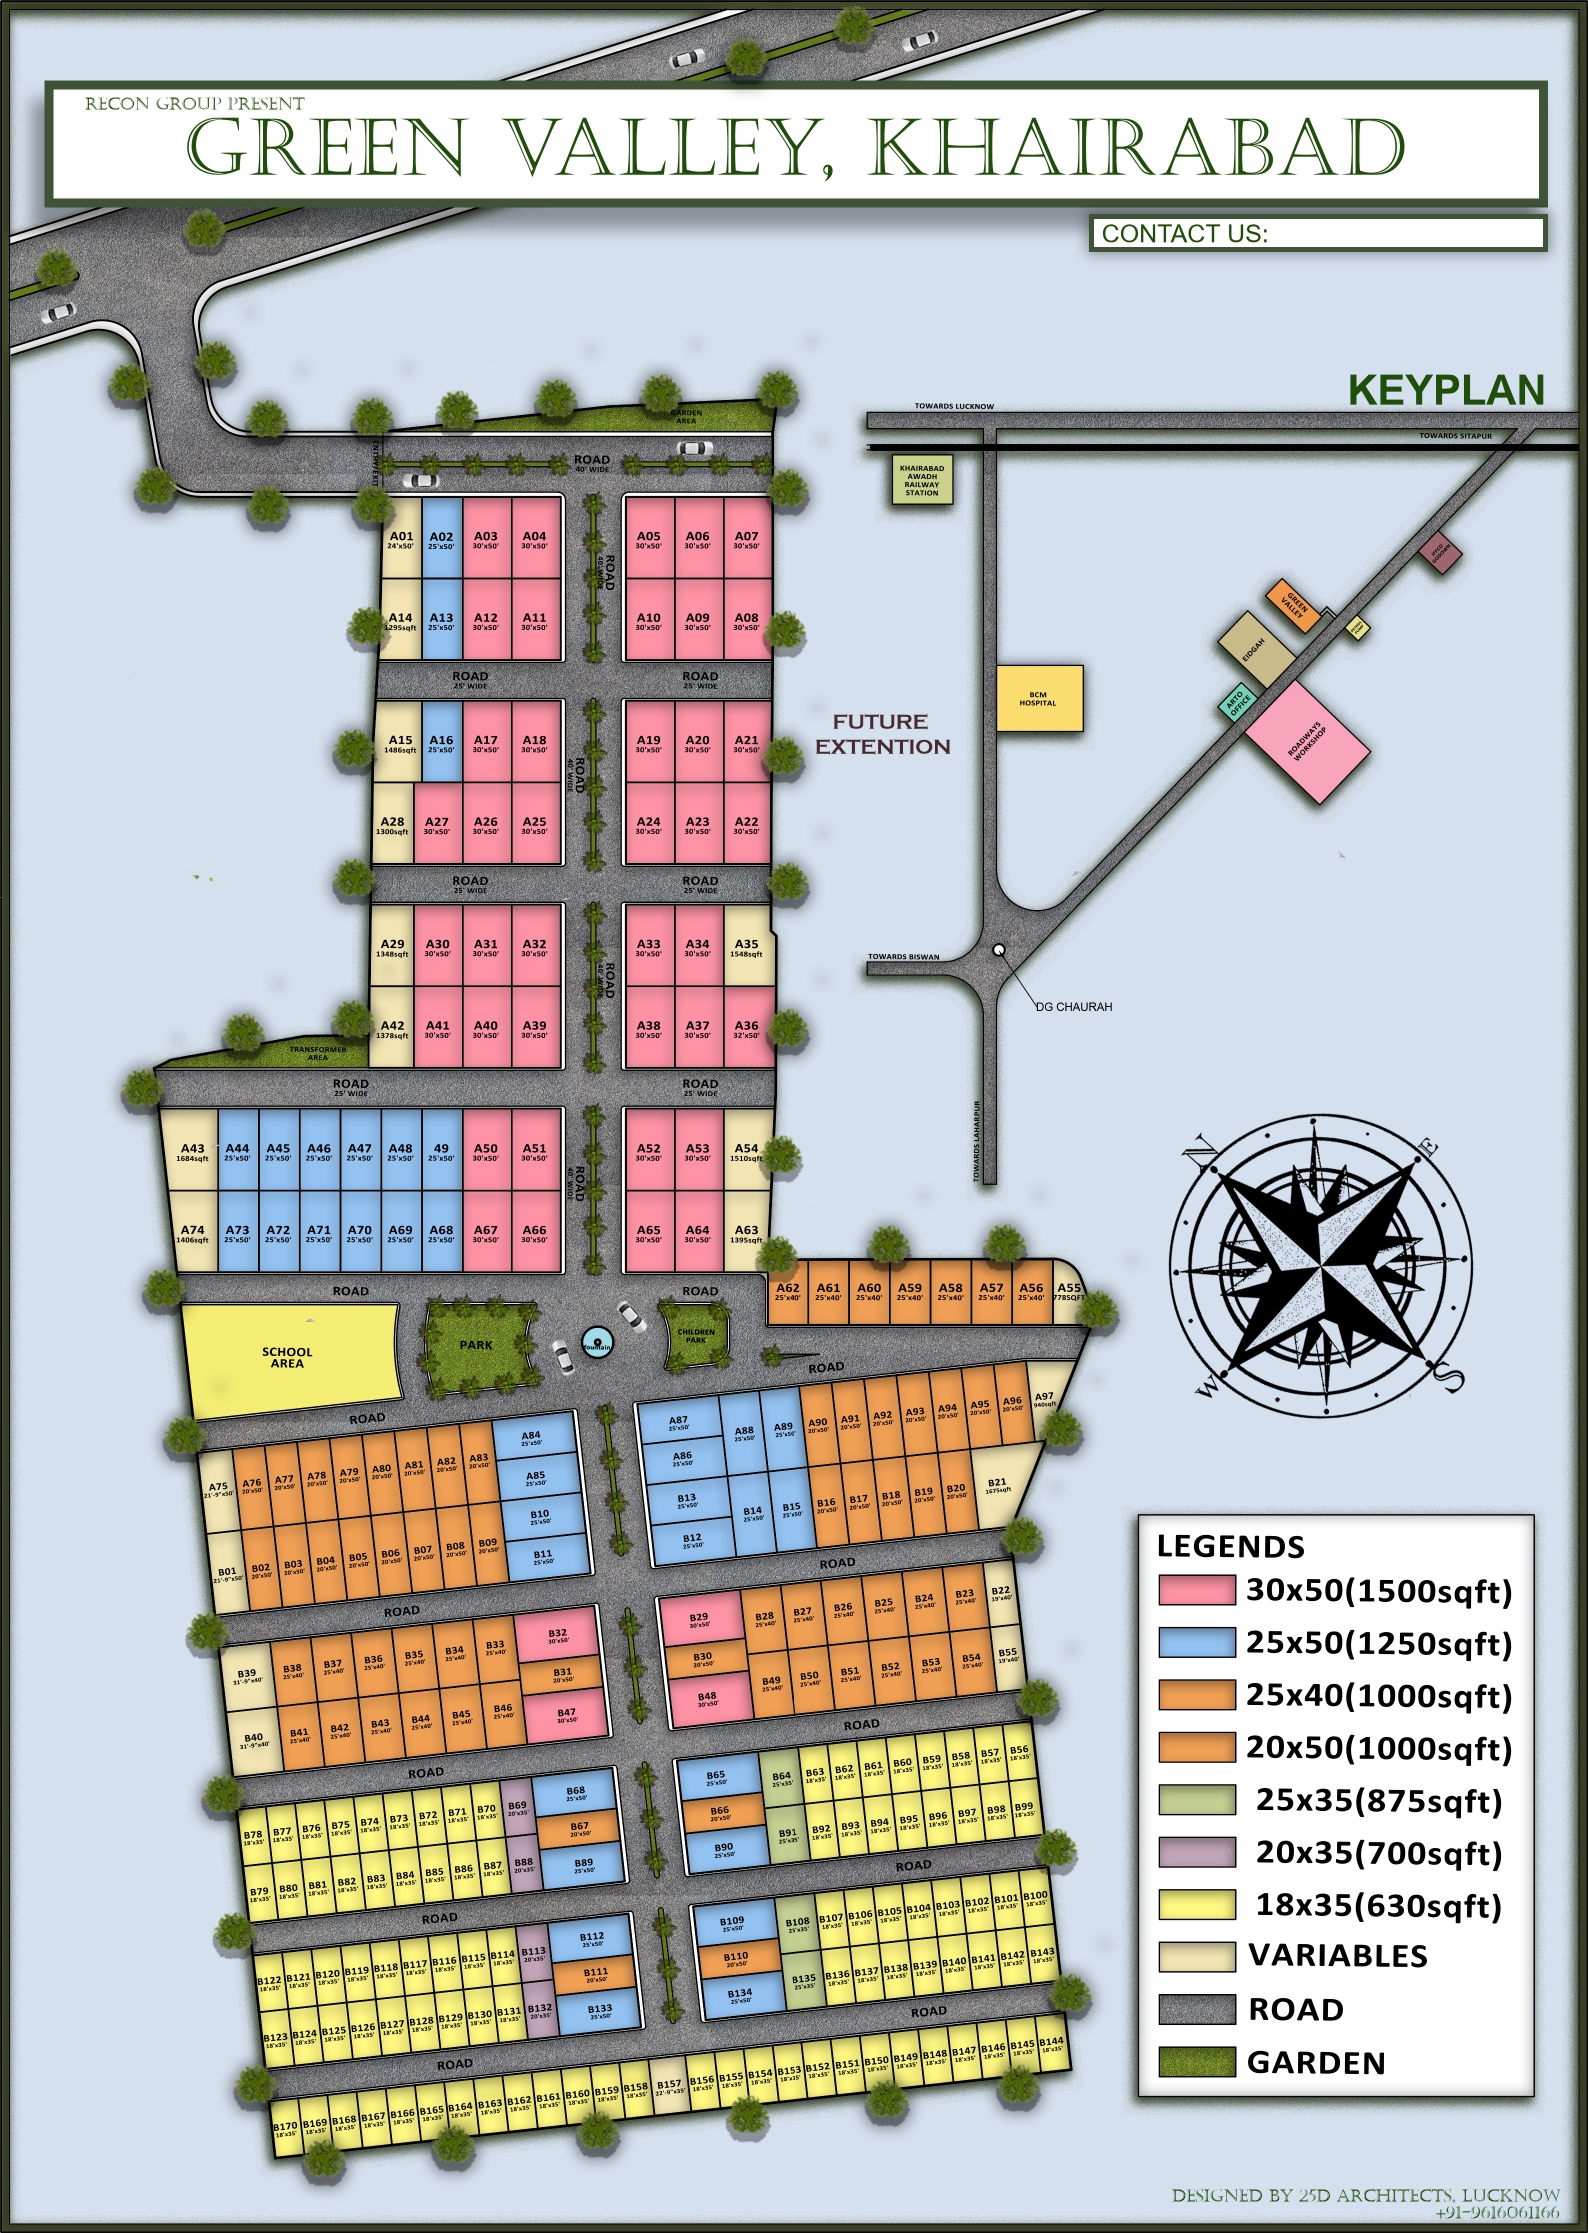 RECON GROUP PRESENT
GREEN VALLEY, KHAIRABAD
CONTACT US:
KEYPLAN
TOWARDS LUCKNOW
TOWARDS SITAPUR
KHAIRABAD
AWADH
RAILWAY
STATION
GREEN
VALLEY
EIDGAH
ARTO
OFFICE
ROADWAYS
WORKSHOP
BCM
HOSPITAL
TOWARDS BISWAN
DG CHAURAH
TOWARDS LAHARPUR
FUTURE
EXTENTION
GARDEN
AREA
ENTRY/EXIT
ROAD
40' WIDE
A01 A02 A03 A04 A05 A06 A07
24'x50' 25'x50' 30'x50' 30'x50' 30'x50' 30'x50' 30'x50'
ROAD
40' WIDE
A14 A13 A12 A11 A10 A09 A08
1295sqft 25'x50' 30'x50' 30'x50' 30'x50' 30'x50' 30'x50'
ROAD ROAD
25' WIDE 25' WIDE
A15 A16 A17 A18 A19 A20 A21
1486sqft 25'x50' 30'x50' 30'x50' 30'x50' 30'x50' 30'x50'
ROAD
40' WIDE
A28 A27 A26 A25 A24 A23 A22
1300sqft 30'x50' 30'x50' 30'x50' 30'x50' 30'x50' 30'x50'
ROAD ROAD
25' WIDE 25' WIDE
A29 A30 A31 A32 A33 A34 A35
1348sqft 30'x50' 30'x50' 30'x50' 30'x50' 30'x50' 1548sqft
ROAD
40' WIDE
A42 A41 A40 A39 A38 A37 A36
1378sqft 30'x50' 30'x50' 30'x50' 30'x50' 30'x50' 32'x50'
TRANSFORMER
AREA
ROAD ROAD
25' WIDE 25' WIDE
A43 A44 A45 A46 A47 A48 49 A50 A51 A52 A53 A54
1684sqft 25'x50' 25'x50' 25'x50' 25'x50' 25'x50' 25'x50' 30'x50' 30'x50' 30'x50' 30'x50' 1510sqft
ROAD
40' WIDE
A74 A73 A72 A71 A70 A69 A68 A67 A66 A65 A64 A63
1406sqft 25'x50' 25'x50' 25'x50' 25'x50' 25'x50' 25'x50' 30'x50' 30'x50' 30'x50' 30'x50' 1395sqft
ROAD ROAD
A62 A61 A60 A59 A58 A57 A56 A55
25'x40' 25'x40' 25'x40' 25'x40' 25'x40' 25'x40' 25'x40' 778SQFT
SCHOOL
AREA
PARK
fountain
CHILDREN
PARK
ROAD
ROAD
A75 A76 A77 A78 A79 A80 A81 A82 A83 A84
21'-9"x50' 20'x50' 20'x50' 20'x50' 20'x50' 20'x50' 20'x50' 20'x50' 20'x50' 25'x50'
A85
25'x50'
A87 A88 A89 A90 A91 A92 A93 A94 A95 A96 A97
25'x50' 25'x50' 25'x50' 20'x50' 20'x50' 20'x50' 20'x50' 20'x50' 20'x50' 20'x50' 940sqft
A86
25'x50'
B01 B02 B03 B04 B05 B06 B07 B08 B09 B10
21'-9"x50' 20'x50' 20'x50' 20'x50' 20'x50' 20'x50' 20'x50' 20'x50' 20'x50' 25'x50'
B11
25'x50'
B13 B14 B15 B16 B17 B18 B19 B20 B21
25'x50' 25'x50' 25'x50' 20'x50' 20'x50' 20'x50' 20'x50' 20'x50' 1675sqft
B12
25'x50'
ROAD
ROAD
B39 B38 B37 B36 B35 B34 B33 B32
31'-9"x40' 25'x40' 25'x40' 25'x40' 25'x40' 25'x40' 25'x40' 30'x50'
B31
20'x50'
B29 B28 B27 B26 B25 B24 B23 B22
30'x50' 25'x40' 25'x40' 25'x40' 25'x40' 25'x40' 25'x40' 19'x40'
B30
20'x50'
B40 B41 B42 B43 B44 B45 B46 B47
31'-9"x40' 25'x40' 25'x40' 25'x40' 25'x40' 25'x40' 25'x40' 30'x50'
B48 B49 B50 B51 B52 B53 B54 B55
30'x50' 25'x40' 25'x40' 25'x40' 25'x40' 25'x40' 25'x40' 19'x40'
ROAD
ROAD
B78 B77 B76 B75 B74 B73 B72 B71 B70 B69 B68
18'x35' 18'x35' 18'x35' 18'x35' 18'x35' 18'x35' 18'x35' 18'x35' 18'x35' 20'x35' 25'x50'
B67
20'x50'
B65 B64 B63 B62 B61 B60 B59 B58 B57 B56
25'x50' 25'x35' 18'x35' 18'x35' 18'x35' 18'x35' 18'x35' 18'x35' 18'x35' 18'x35'
B66
20'x50'
B79 B80 B81 B82 B83 B84 B85 B86 B87 B88 B89
18'x35' 18'x35' 18'x35' 18'x35' 18'x35' 18'x35' 18'x35' 18'x35' 18'x35' 20'x35' 25'x50'
B90 B91 B92 B93 B94 B95 B96 B97 B98 B99
25'x50' 25'x35' 18'x35' 18'x35' 18'x35' 18'x35' 18'x35' 18'x35' 18'x35' 18'x35'
ROAD
ROAD
B122 B121 B120 B119 B118 B117 B116 B115 B114 B113 B112
18'x35' 18'x35' 18'x35' 18'x35' 18'x35' 18'x35' 18'x35' 18'x35' 18'x35' 20'x35' 25'x50'
B111
20'x50'
B109 B108 B107 B106 B105 B104 B103 B102 B101 B100
25'x50' 25'x35' 18'x35' 18'x35' 18'x35' 18'x35' 18'x35' 18'x35' 18'x35' 18'x35'
B110
20'x50'
B123 B124 B125 B126 B127 B128 B129 B130 B131 B132 B133
18'x35' 18'x35' 18'x35' 18'x35' 18'x35' 18'x35' 18'x35' 18'x35' 18'x35' 20'x35' 25'x50'
B134 B135 B136 B137 B138 B139 B140 B141 B142 B143
25'x50' 25'x35' 18'x35' 18'x35' 18'x35' 18'x35' 18'x35' 18'x35' 18'x35' 18'x35'
ROAD
ROAD
B170 B169 B168 B167 B166 B165 B164 B163 B162 B161 B160 B159 B158 B157 B156 B155 B154 B153 B152 B151 B150 B149 B148 B147 B146 B145 B144
18'x35' 18'x35' 18'x35' 18'x35' 18'x35' 18'x35' 18'x35' 18'x35' 18'x35' 18'x35' 18'x35' 18'x35' 18'x35' 22'-9"x35' 18'x35' 18'x35' 18'x35' 18'x35' 18'x35' 18'x35' 18'x35' 18'x35' 18'x35' 18'x35' 18'x35' 18'x35' 18'x35'
N
E
W
S
LEGENDS
30x50(1500sqft)
25x50(1250sqft)
25x40(1000sqft)
20x50(1000sqft)
25x35(875sqft)
20x35(700sqft)
18x35(630sqft)
VARIABLES
ROAD
GARDEN
DESIGNED BY 25D ARCHITECTS, LUCKNOW
+91-9616061166